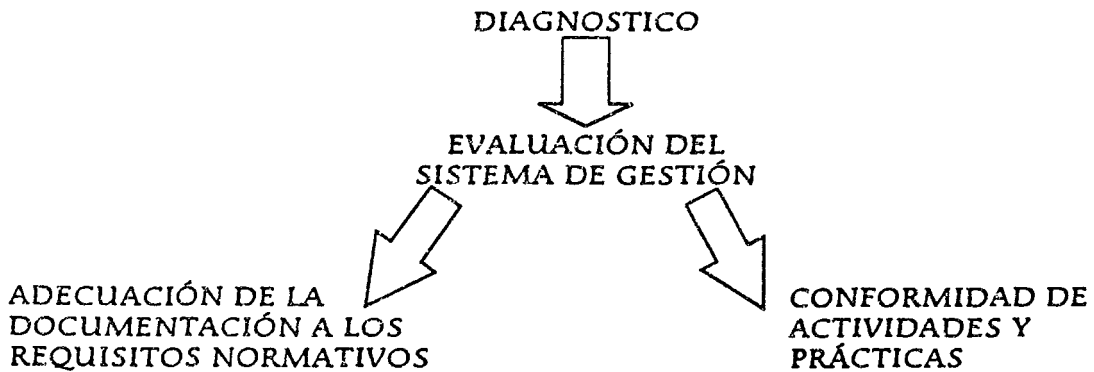 DIAGNOSTICO
EVALUACIÓN DEL
SISTEMA DE GESTIÓN
ADECUACIÓN DE LA
DOCUMENTACIÓN A LOS
REQUISITOS NORMATIVOS
CONFORMIDAD DE
ACTIVIDADES Y
PRÁCTICAS